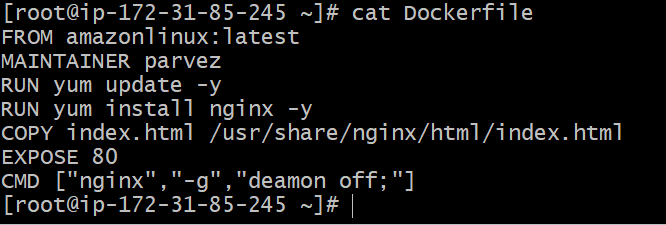 [root@ip-172-31-85-245 ~]# cat Dockerfile
FROM amazonlinux:latest
MAINTAINER parvez
RUN yum update -y
RUN yum install nginx -y
COPY index.html /usr/share/nginx/html/index.html
EXPOSE 80
CMD ["nginx","-g","deamon off;"]
[root@ip-172-31-85-245 ~]#